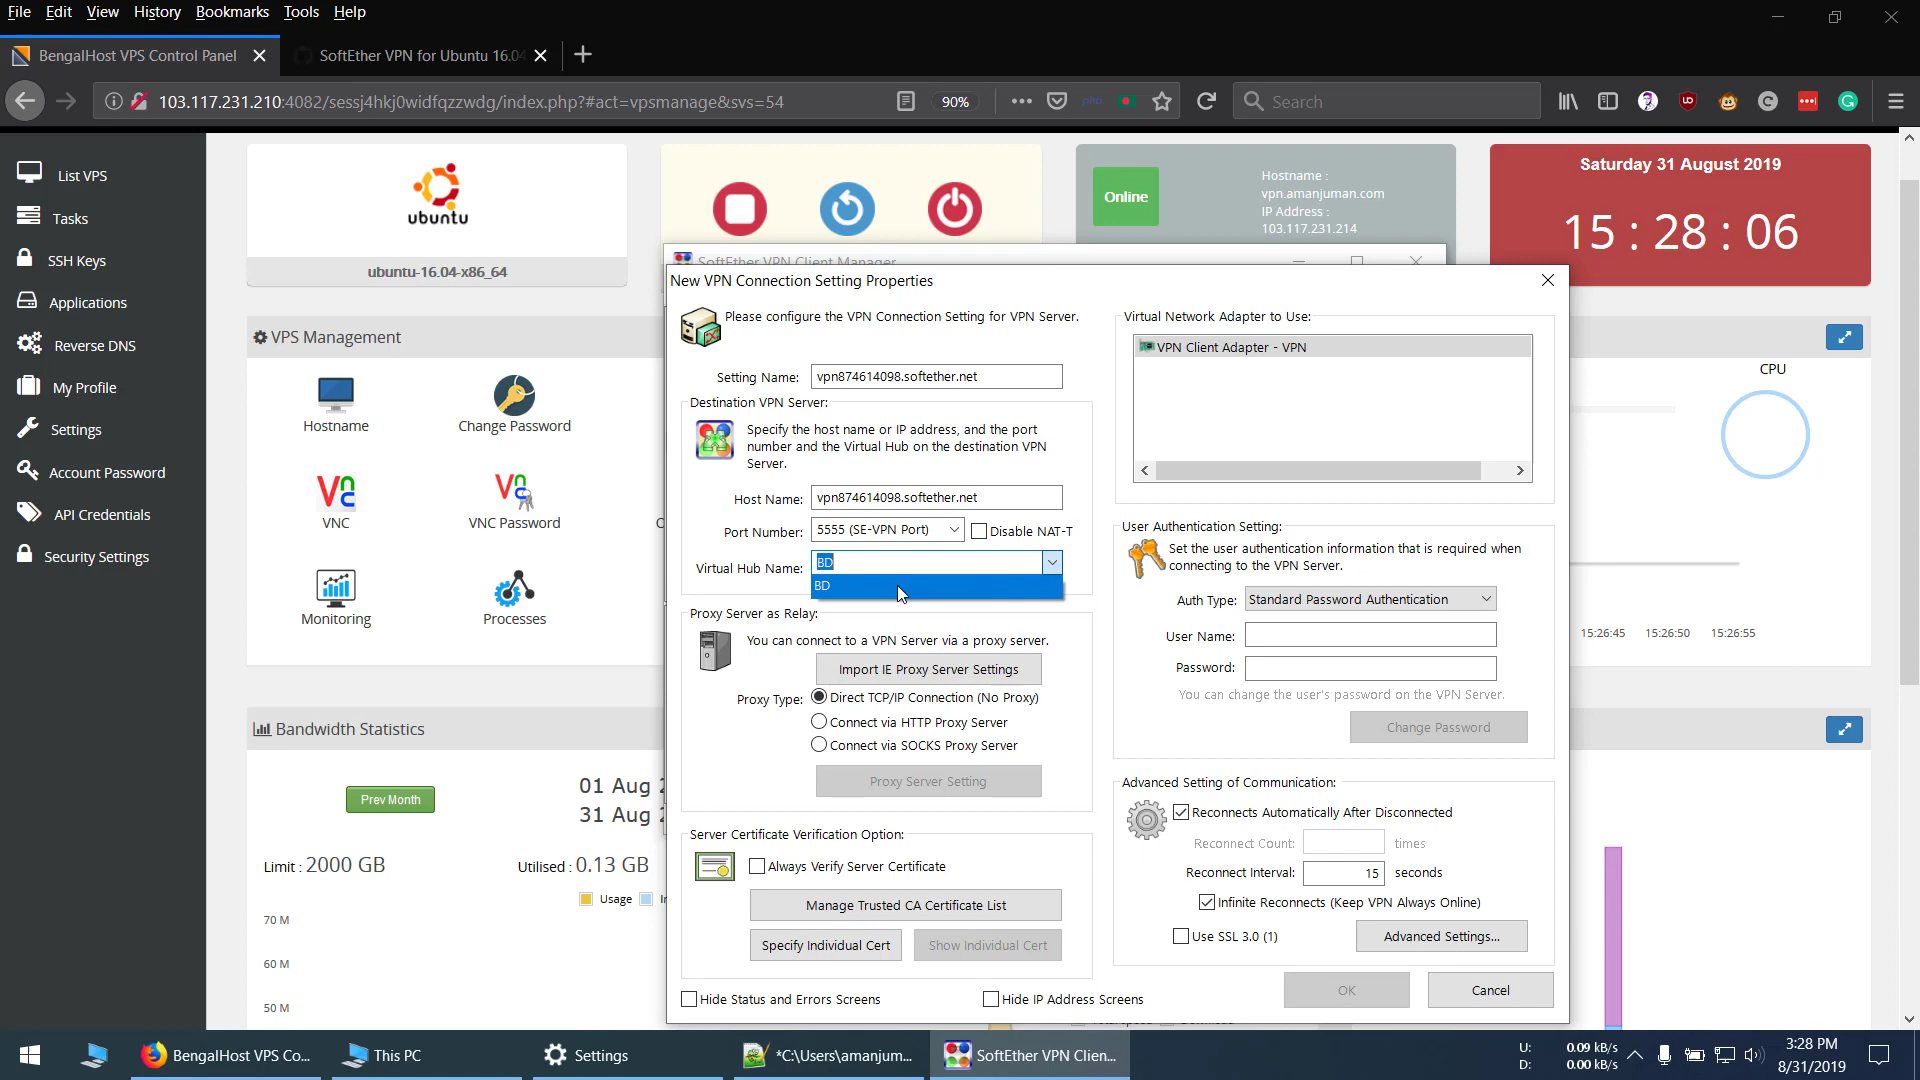 File Edit View History Bookmarks Tools Help
BengalHost VPS Control Panel
SoftEther VPN for Ubuntu 16.04
103.117.231.210:4082/sessj4hkj0widfqzzwdg/index.php?#act=vpsmanage&svs=54
90%
Search
List VPS
Tasks
SSH Keys
Applications
Reverse DNS
My Profile
Settings
Account Password
API Credentials
Security Settings
ubuntu
ubuntu-16.04-x86_64
Online
Hostname :
vpn.amanjuman.com
IP Address :
103.117.231.214
Saturday 31 August 2019
15 : 28 : 06
VPS Management
Hostname
Change Password
VNC
VNC Password
Monitoring
Processes
CPU
15:26:45 15:26:50 15:26:55
Bandwidth Statistics
Prev Month
01 Aug 2
31 Aug 2
Limit : 2000 GB
Utilised : 0.13 GB
Usage
70 M
60 M
50 M
SoftEther VPN Client Manager
New VPN Connection Setting Properties
Please configure the VPN Connection Setting for VPN Server.
Setting Name: vpn874614098.softether.net
Destination VPN Server:
Specify the host name or IP address, and the port
number and the Virtual Hub on the destination VPN
Server.
Host Name: vpn874614098.softether.net
Port Number: 5555 (SE-VPN Port) Disable NAT-T
Virtual Hub Name: BD
BD
Proxy Server as Relay:
You can connect to a VPN Server via a proxy server.
Import IE Proxy Server Settings
Proxy Type: Direct TCP/IP Connection (No Proxy)
Connect via HTTP Proxy Server
Connect via SOCKS Proxy Server
Proxy Server Setting
Server Certificate Verification Option:
Always Verify Server Certificate
Manage Trusted CA Certificate List
Specify Individual Cert Show Individual Cert
Hide Status and Errors Screens Hide IP Address Screens
Virtual Network Adapter to Use:
VPN Client Adapter - VPN
User Authentication Setting:
Set the user authentication information that is required when
connecting to the VPN Server.
Auth Type: Standard Password Authentication
User Name:
Password:
You can change the user's password on the VPN Server.
Change Password
Advanced Setting of Communication:
Reconnects Automatically After Disconnected
Reconnect Count: times
Reconnect Interval: 15 seconds
Infinite Reconnects (Keep VPN Always Online)
Use SSL 3.0 (1) Advanced Settings...
OK Cancel
BengalHost VPS Co...
This PC
Settings
*C:\Users\amanjum...
SoftEther VPN Clien...
U: 0.09 kB/s
D: 0.00 kB/s
3:28 PM
8/31/2019